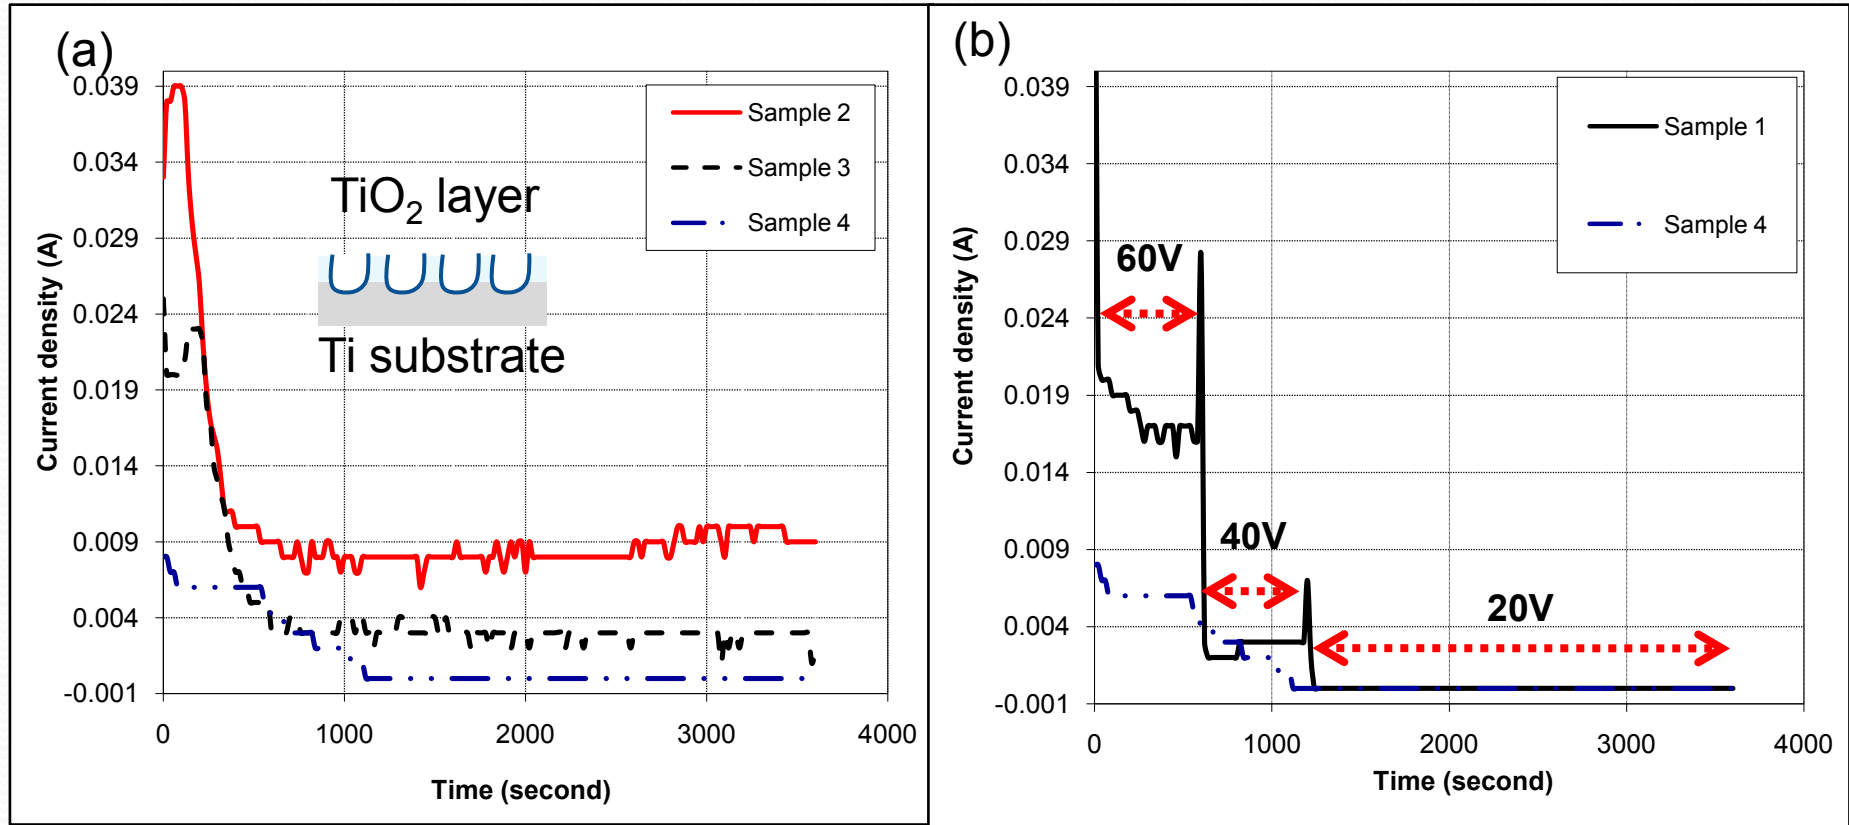 (a)
0.039
0.034
0.029
0.024
0.019
0.014
0.009
0.004
-0.001
Current density (A)
Sample 2
Sample 3
Sample 4
TiO₂ layer
Ti substrate
0 1000 2000 3000 4000
Time (second)
(b)
0.039
0.034
0.029
0.024
0.019
0.014
0.009
0.004
-0.001
Current density (A)
Sample 1
Sample 4
60V
40V
20V
0 1000 2000 3000 4000
Time (second)